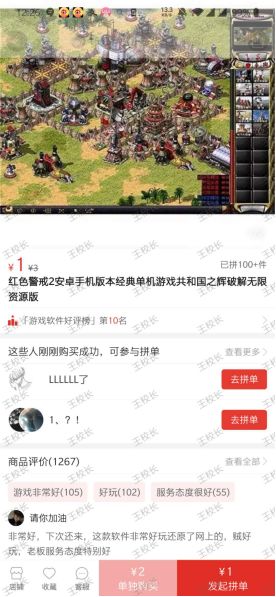 12:26
13.3
KB/s
99
¥1 ¥3
已拼100+件
红色警戒2安卓手机版本经典单机游戏共和国之辉破解无限
资源版
「游戏软件好评榜」第10名
这些人刚刚购买成功，可参与拼单
查看更多
LLLLLL了
去拼单
1、？！
去拼单
商品评价(1267)
查看全部
游戏非常好(105)
好玩(102)
服务态度很好(55)
请你加油
非常好，下次还来，这款软件非常好玩还原了网上的，贼好
玩，老板服务态度特别好
店铺
收藏
客服
¥2
单独购买
¥1
发起拼单
王校长